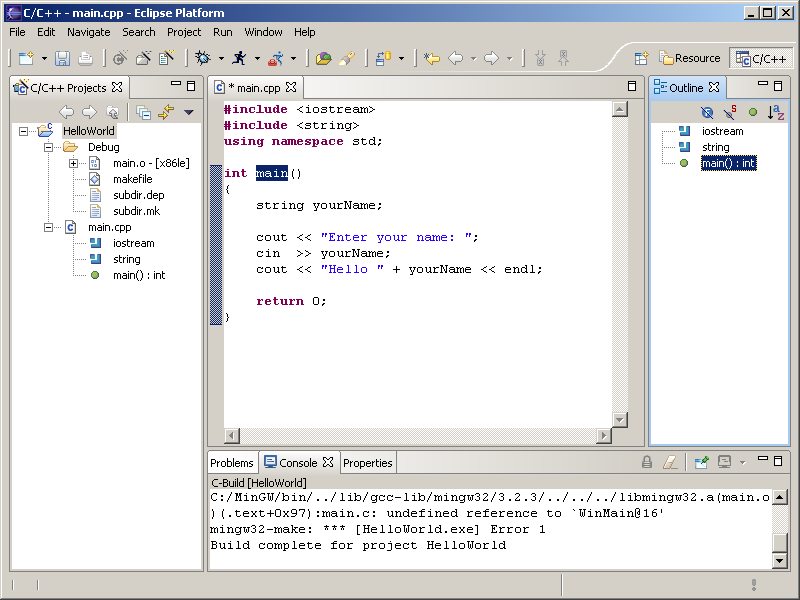 C/C++ - main.cpp - Eclipse Platform
File Edit Navigate Search Project Run Window Help
Resource C/C++
C/C++ Projects
HelloWorld
Debug
main.o - [x86le]
makefile
subdir.dep
subdir.mk
main.cpp
iostream
string
main() : int
* main.cpp
#include <iostream>
#include <string>
using namespace std;
int main()
{
string yourName;
cout << "Enter your name: ";
cin >> yourName;
cout << "Hello " + yourName << endl;
return 0;
}
Outline
iostream
string
main() : int
Problems Console Properties
C-Build [HelloWorld]
C:/MinGW/bin/../lib/gcc-lib/mingw32/3.2.3/../../../libmingw32.a(main.o
)(.text+0x97):main.c: undefined reference to `WinMain@16'
mingw32-make: *** [HelloWorld.exe] Error 1
Build complete for project HelloWorld